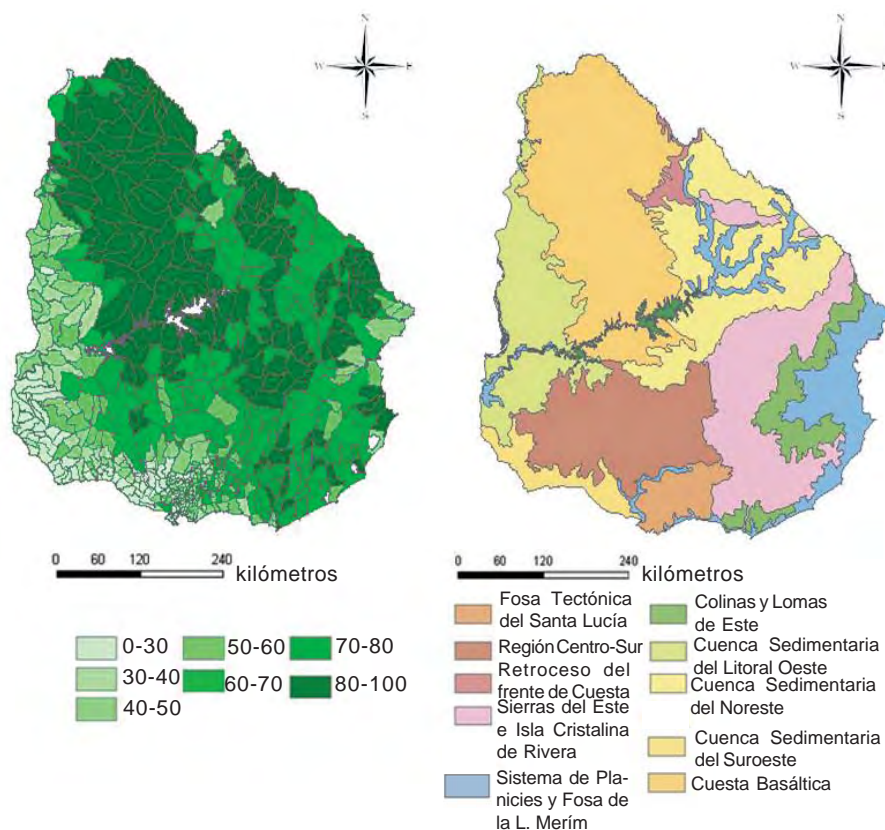 N
W
E
S
N
W
E
S
0 60 120 240
kilómetros
0 60 120 240
kilómetros
0-30
30-40
40-50
50-60
60-70
70-80
80-100
Fosa Tectónica
del Santa Lucía
Región Centro-Sur
Retroceso del
frente de Cuesta
Sierras del Este
e Isla Cristalina
de Rivera
Sistema de Pla-
nicies y Fosa de
la L. Merím
Colinas y Lomas
de Este
Cuenca Sedimentaria
del Litoral Oeste
Cuenca Sedimentaria
del Noreste
Cuenca Sedimentaria
del Suroeste
Cuesta Basáltica